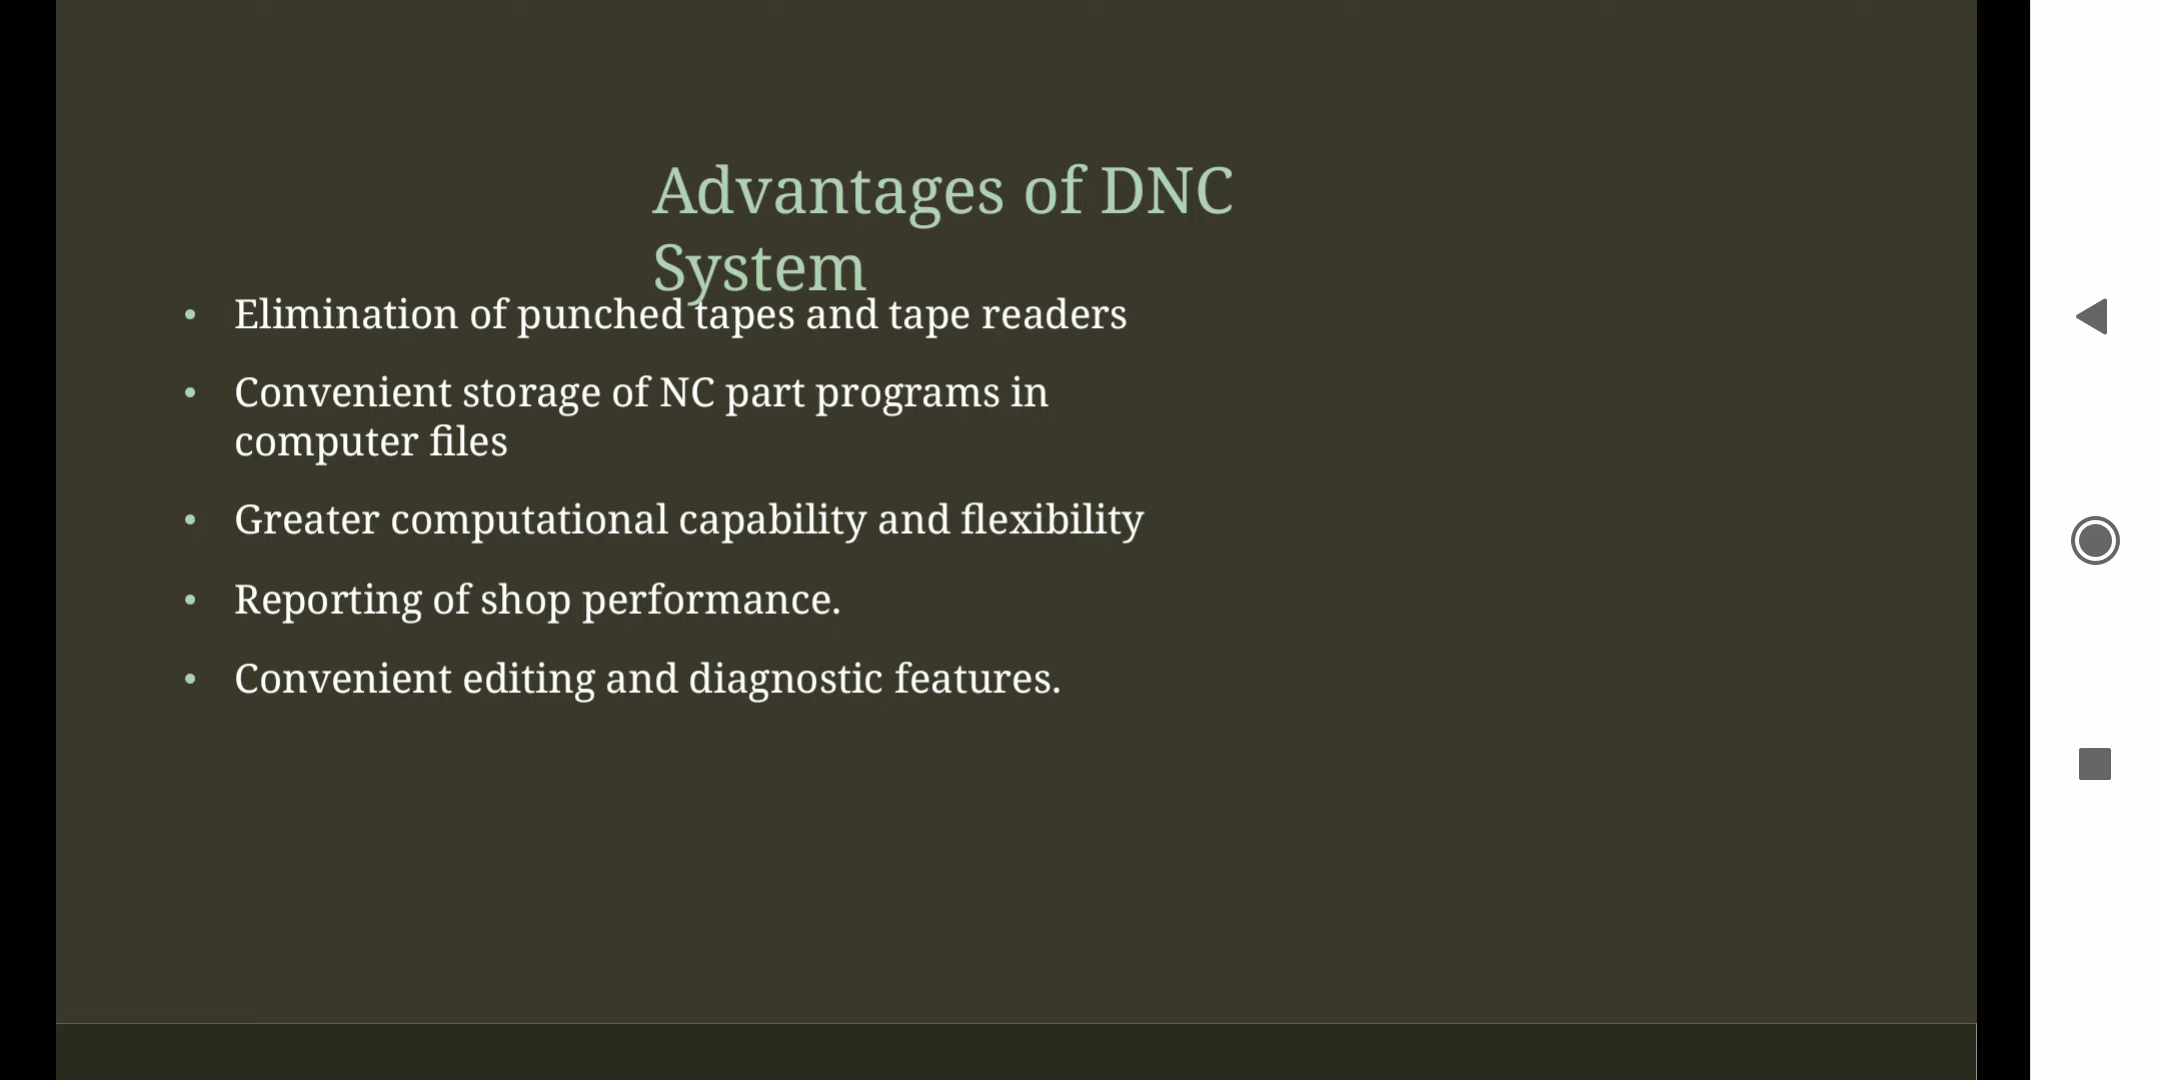 Advantages of DNC
System
• Elimination of punched tapes and tape readers
• Convenient storage of NC part programs in
computer files
• Greater computational capability and flexibility
• Reporting of shop performance.
• Convenient editing and diagnostic features.